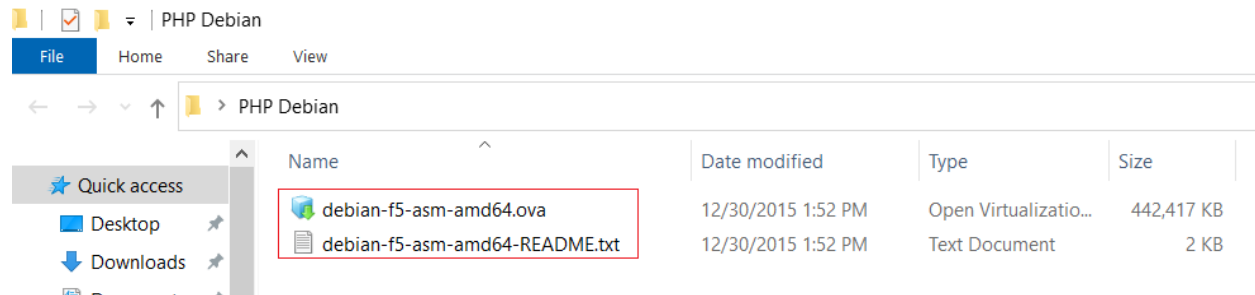 PHP Debian
File Home Share View
PHP Debian
Name Date modified Type Size
Quick access
debian-f5-asm-amd64.ova 12/30/2015 1:52 PM Open Virtualizatio... 442,417 KB
Desktop
debian-f5-asm-amd64-README.txt 12/30/2015 1:52 PM Text Document 2 KB
Downloads